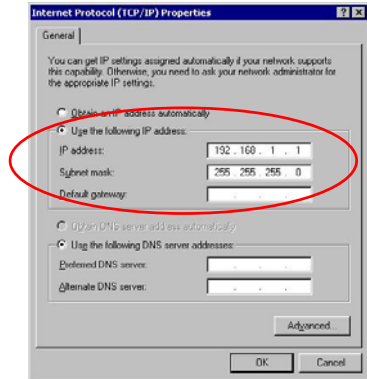 Internet Protocol (TCP/IP) Properties
General
You can get IP settings assigned automatically if your network supports
this capability. Otherwise, you need to ask your network administrator for
the appropriate IP settings.
Obtain an IP address automatically
Use the following IP address:
IP address: 192 . 168 . 1 . 1
Subnet mask: 255 . 255 . 255 . 0
Default gateway: . . .
Obtain DNS server address automatically
Use the following DNS server addresses:
Preferred DNS server: . . .
Alternate DNS server: . . .
Advanced...
OK Cancel